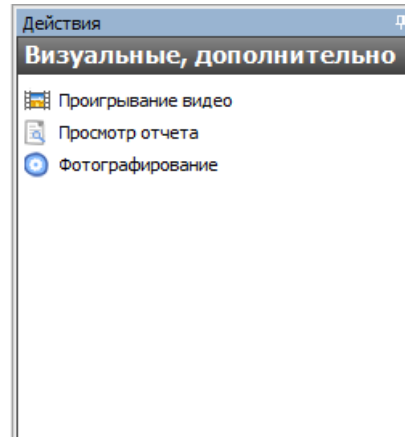 Действия
Визуальные, дополнительно
Проигрывание видео
Просмотр отчета
Фотографирование